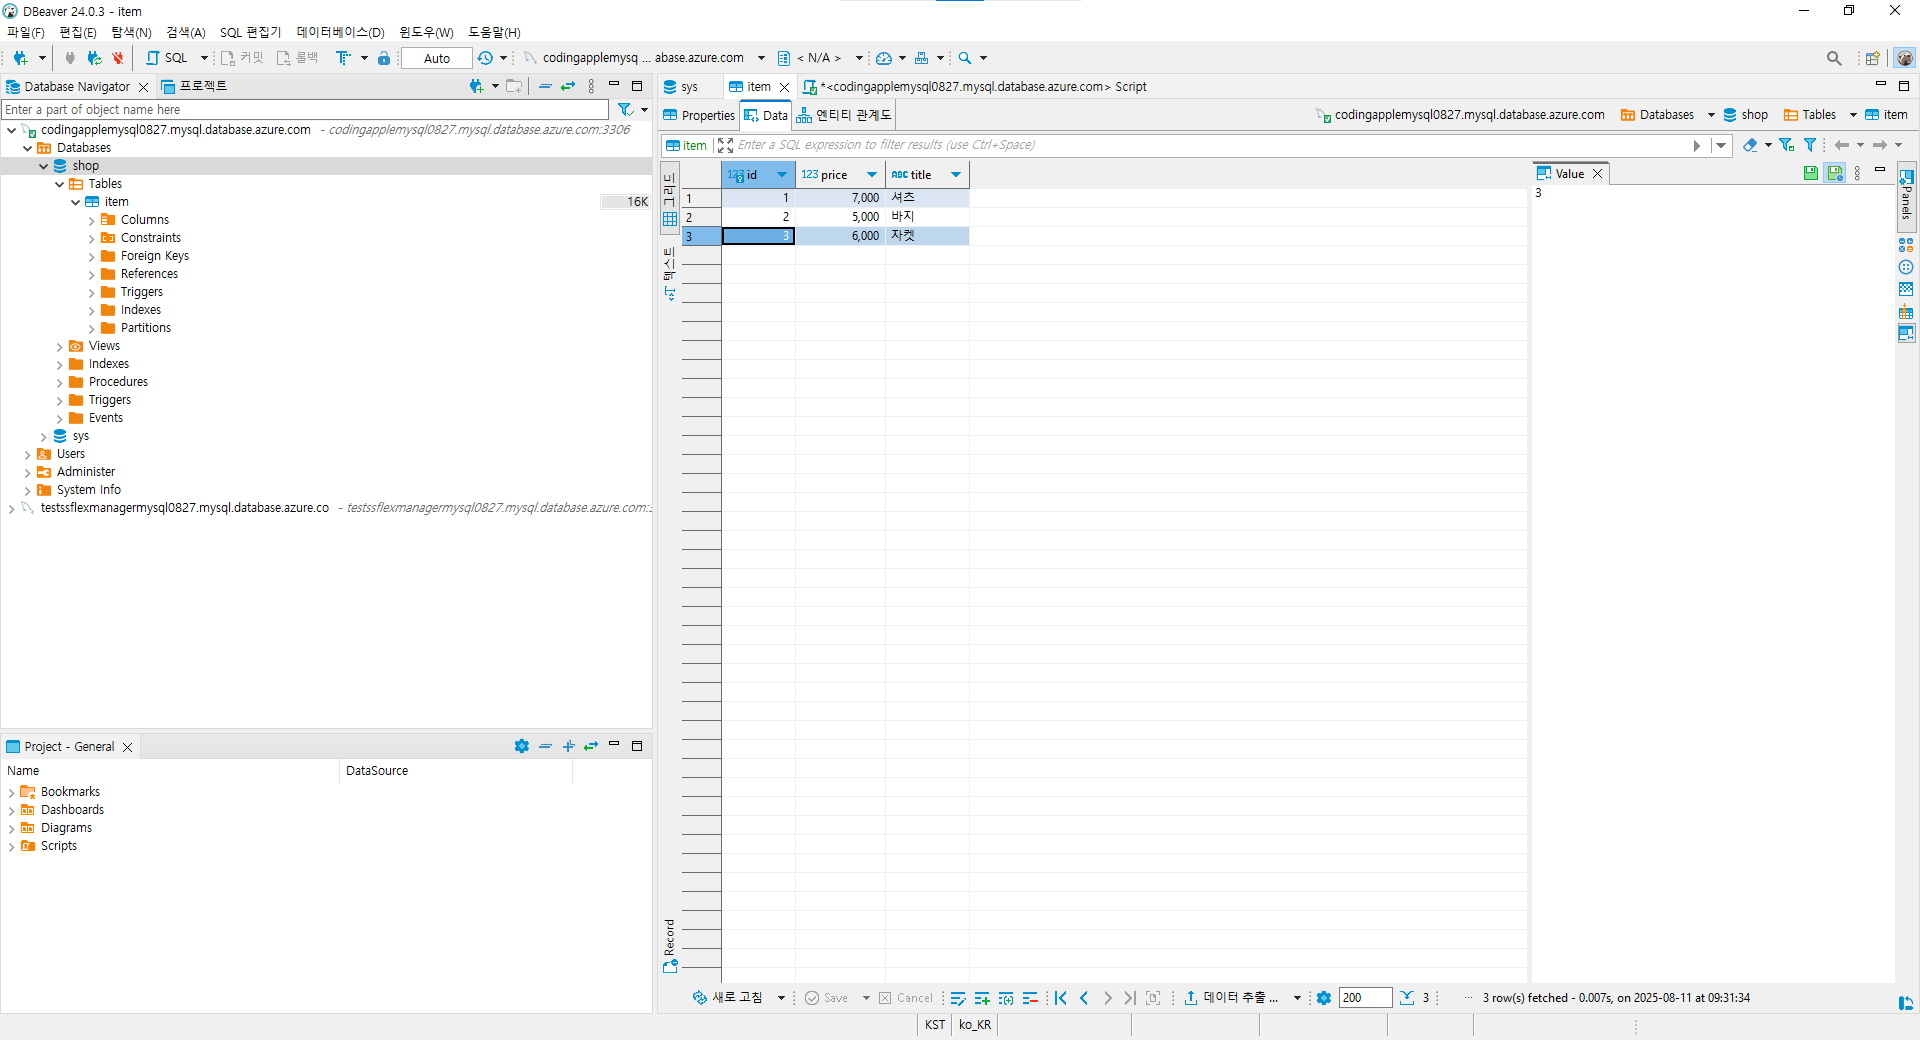 DBeaver 24.0.3 - item
파일(F) 편집(E) 탐색(N) 검색(A) SQL 편집기 데이터베이스(D) 윈도우(W) 도움말(H)
SQL 커밋 롤백 Auto codingapplemysq ... abase.azure.com < N/A >
Database Navigator 프로젝트
Enter a part of object name here
codingapplemysql0827.mysql.database.azure.com - codingapplemysql0827.mysql.database.azure.com:3306
Databases
shop
Tables
item 16K
Columns
Constraints
Foreign Keys
References
Triggers
Indexes
Partitions
Views
Indexes
Procedures
Triggers
Events
sys
Users
Administer
System Info
testssflexmanagermysql0827.mysql.database.azure.co - testssflexmanagermysql0827.mysql.database.azure.com:3
Project - General
Name DataSource
Bookmarks
Dashboards
Diagrams
Scripts
sys item *<codingapplemysql0827.mysql.database.azure.com> Script
Properties Data 엔티티 관계도 codingapplemysql0827.mysql.database.azure.com Databases shop Tables item
item Enter a SQL expression to filter results (use Ctrl+Space)
그리드
텍스트
Record
123 id 123 price ABC title
1 1 7,000 셔츠
2 2 5,000 바지
3 3 6,000 자켓
Value
3
Panels
새로 고침 Save Cancel 데이터 추출 ... 200 3 ... 3 row(s) fetched - 0.007s, on 2025-08-11 at 09:31:34
KST ko_KR